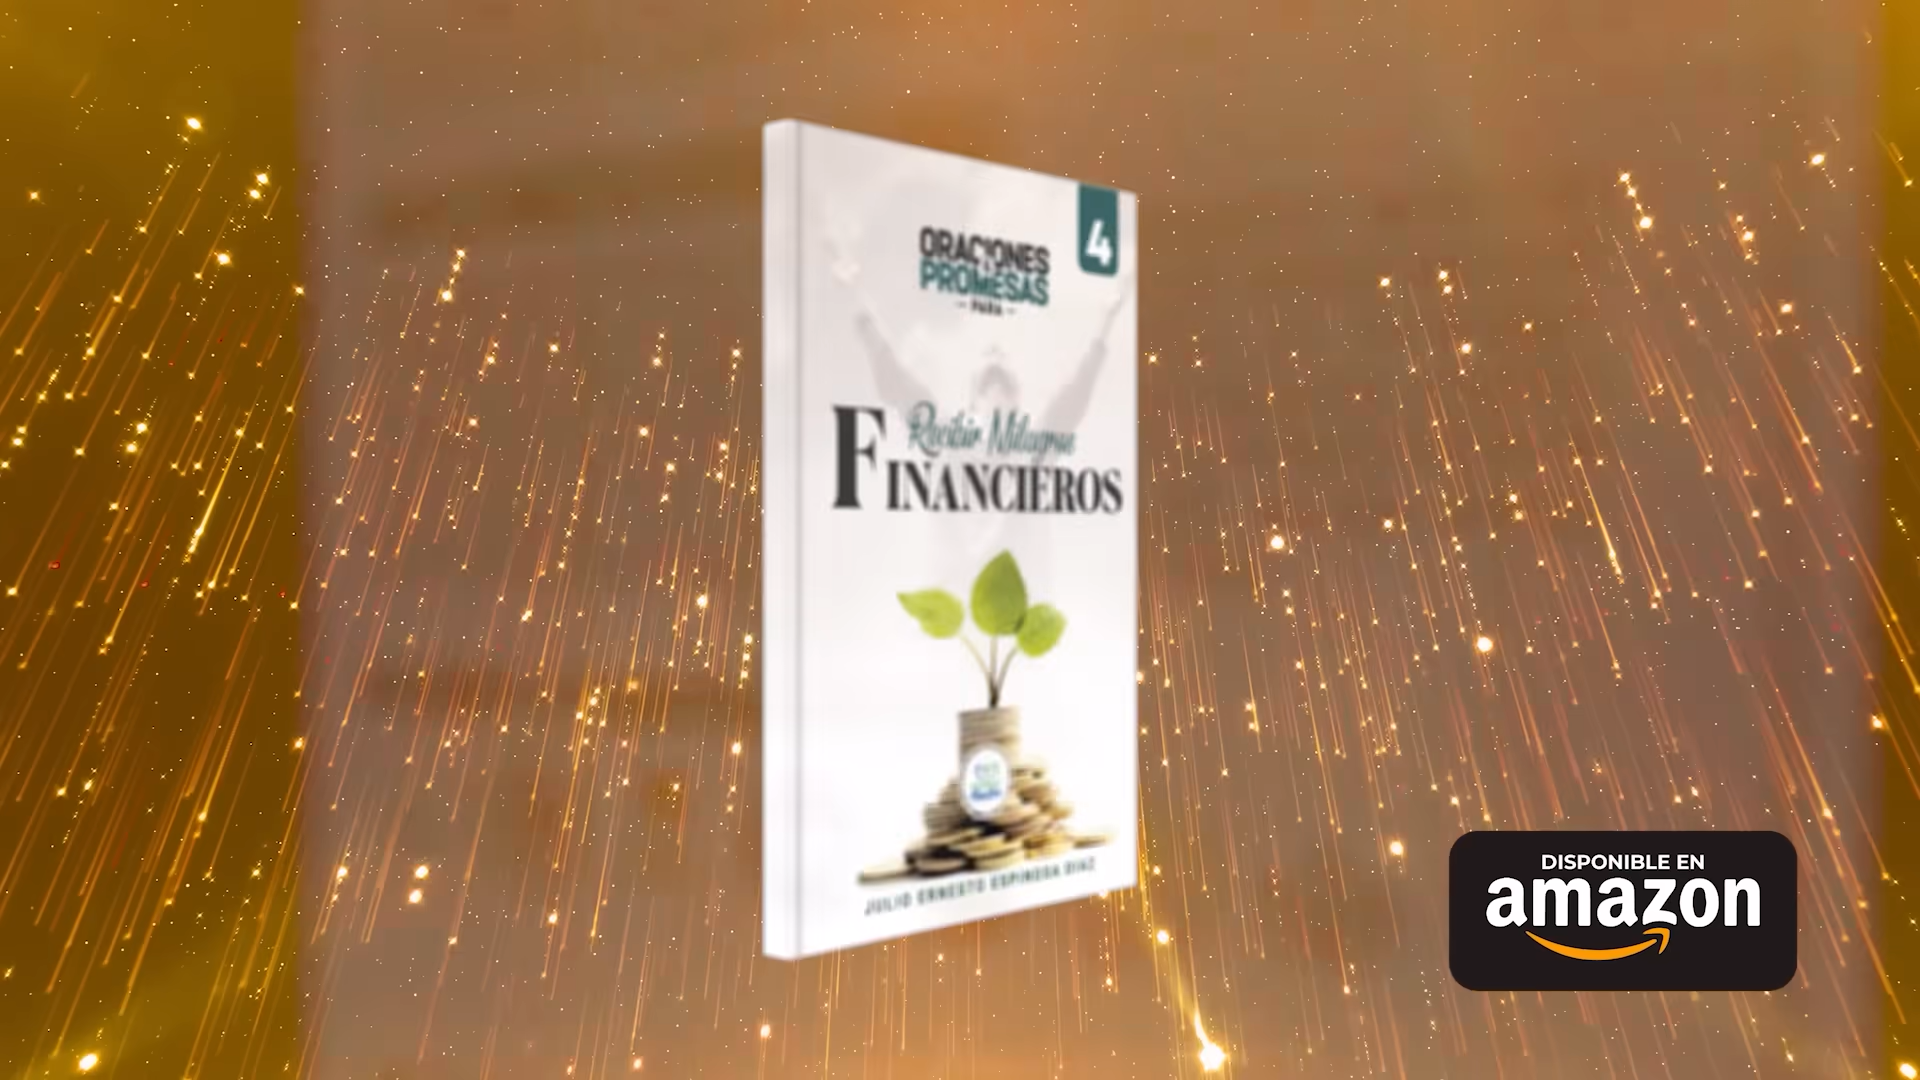 4
ORACIONES
PROMESAS
PARA
Recibir Milagros
FINANCIEROS
JULIO ERNESTO ESPINOSA DIAZ
DISPONIBLE EN
amazon